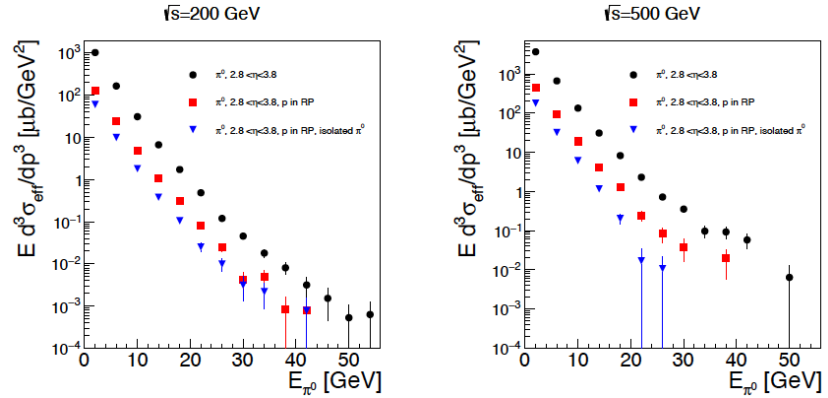 √s=200 GeV
E d³σ_eff/dp³ [μb/GeV²]
10³
10²
10
1
10⁻¹
10⁻²
10⁻³
10⁻⁴
π⁰, 2.8<η<3.8
π⁰, 2.8<η<3.8, p in RP
π⁰, 2.8<η<3.8, p in RP, isolated π⁰
0 10 20 30 40 50
E_π⁰ [GeV]
√s=500 GeV
E d³σ_eff/dp³ [μb/GeV²]
10³
10²
10
1
10⁻¹
10⁻²
10⁻³
10⁻⁴
π⁰, 2.8<η<3.8
π⁰, 2.8<η<3.8, p in RP
π⁰, 2.8<η<3.8, p in RP, isolated π⁰
0 10 20 30 40 50
E_π⁰ [GeV]